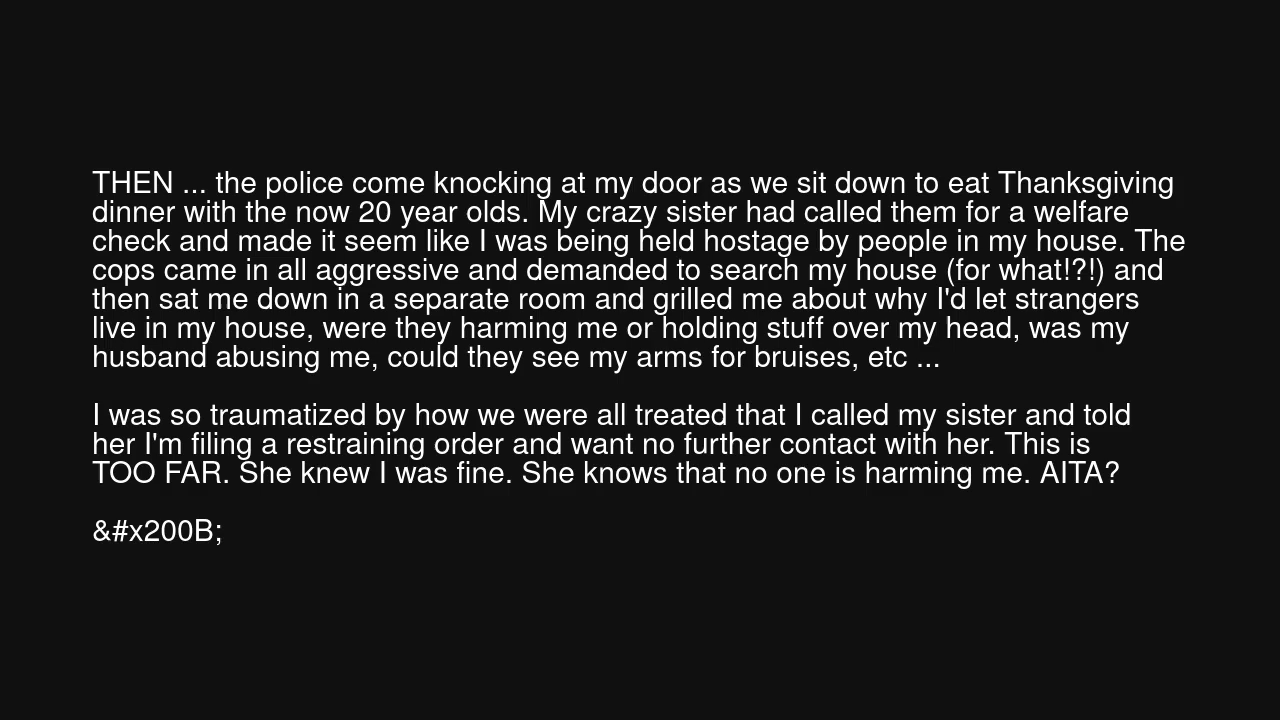 THEN ... the police come knocking at my door as we sit down to eat Thanksgiving
dinner with the now 20 year olds. My crazy sister had called them for a welfare
check and made it seem like I was being held hostage by people in my house. The
cops came in all aggressive and demanded to search my house (for what!?!) and
then sat me down in a separate room and grilled me about why I'd let strangers
live in my house, were they harming me or holding stuff over my head, was my
husband abusing me, could they see my arms for bruises, etc ...
I was so traumatized by how we were all treated that I called my sister and told
her I'm filing a restraining order and want no further contact with her. This is
TOO FAR. She knew I was fine. She knows that no one is harming me. AITA?
&#x200B;